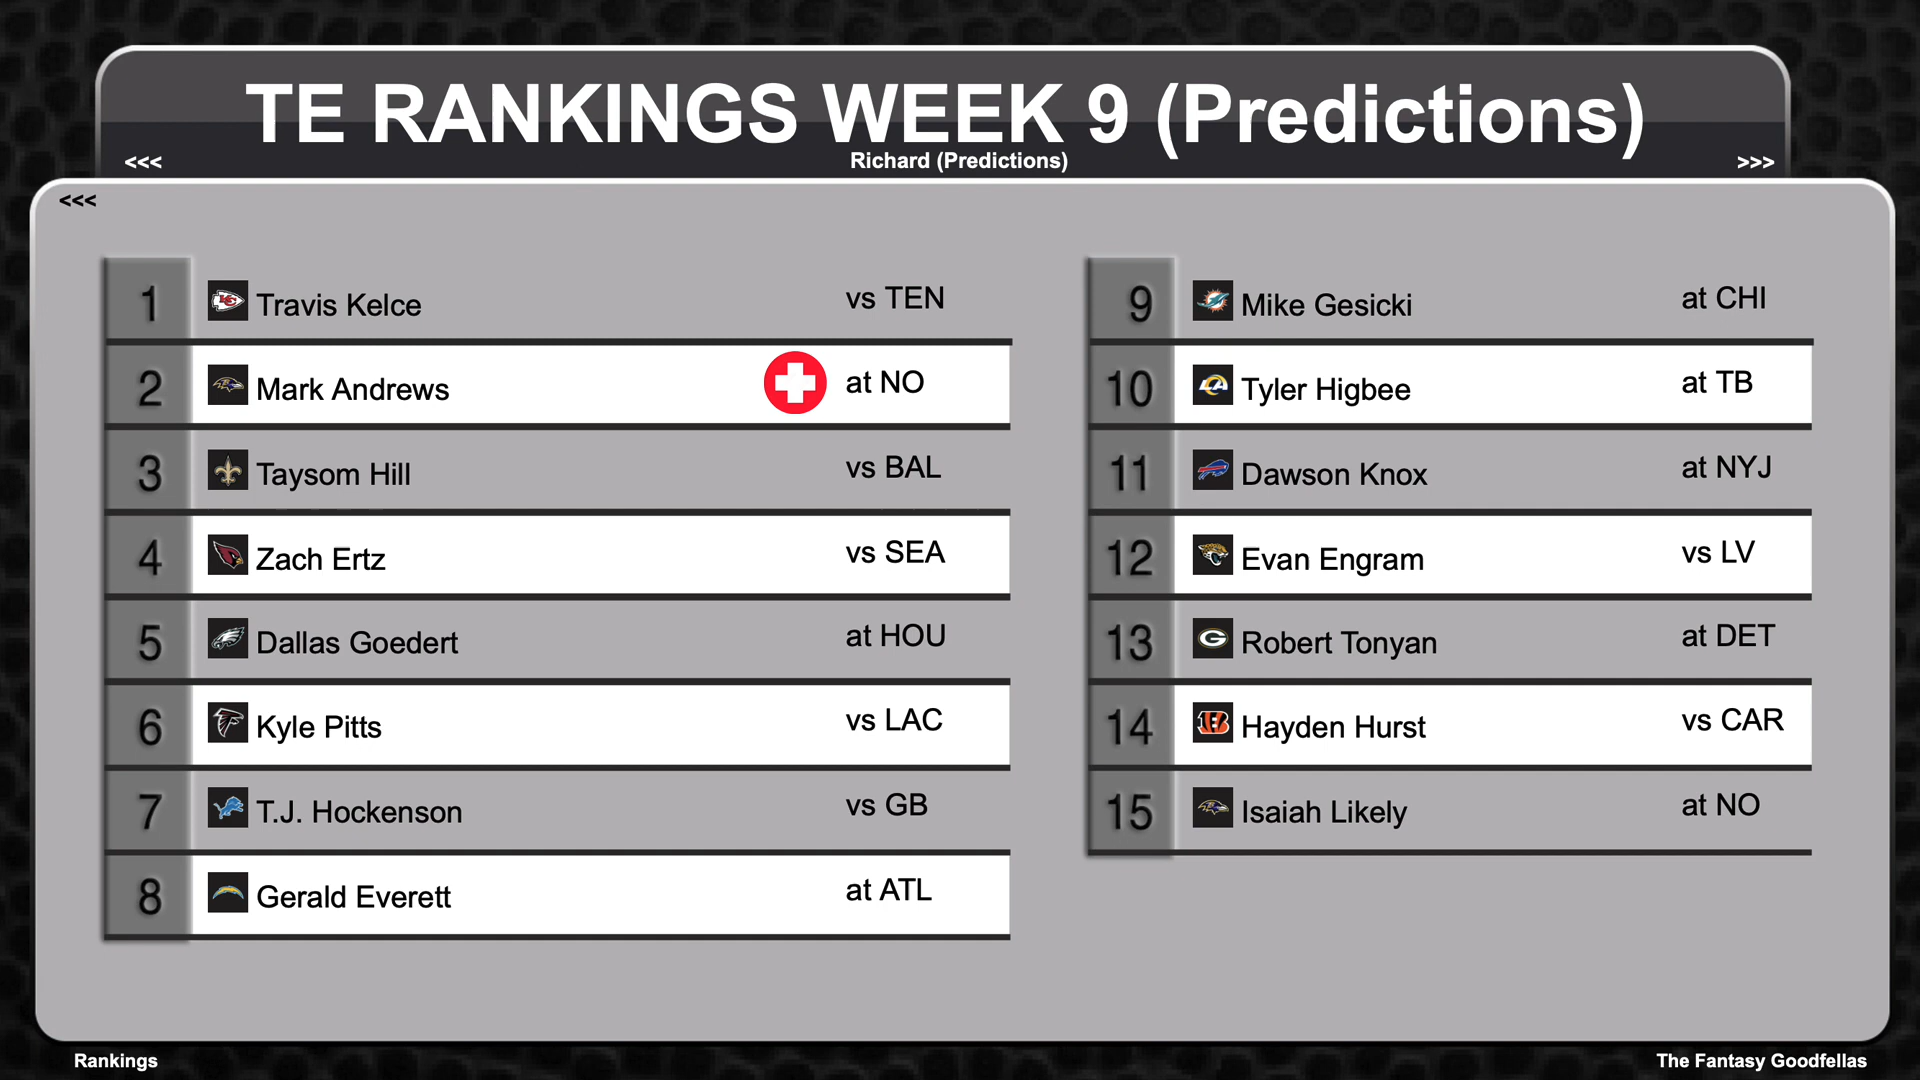 TE RANKINGS WEEK 9 (Predictions)
<<< Richard (Predictions) >>>
<<<
1 Travis Kelce vs TEN
2 Mark Andrews at NO
3 Taysom Hill vs BAL
4 Zach Ertz vs SEA
5 Dallas Goedert at HOU
6 Kyle Pitts vs LAC
7 T.J. Hockenson vs GB
8 Gerald Everett at ATL
9 Mike Gesicki at CHI
10 Tyler Higbee at TB
11 Dawson Knox at NYJ
12 Evan Engram vs LV
13 Robert Tonyan at DET
14 Hayden Hurst vs CAR
15 Isaiah Likely at NO
Rankings
The Fantasy Goodfellas